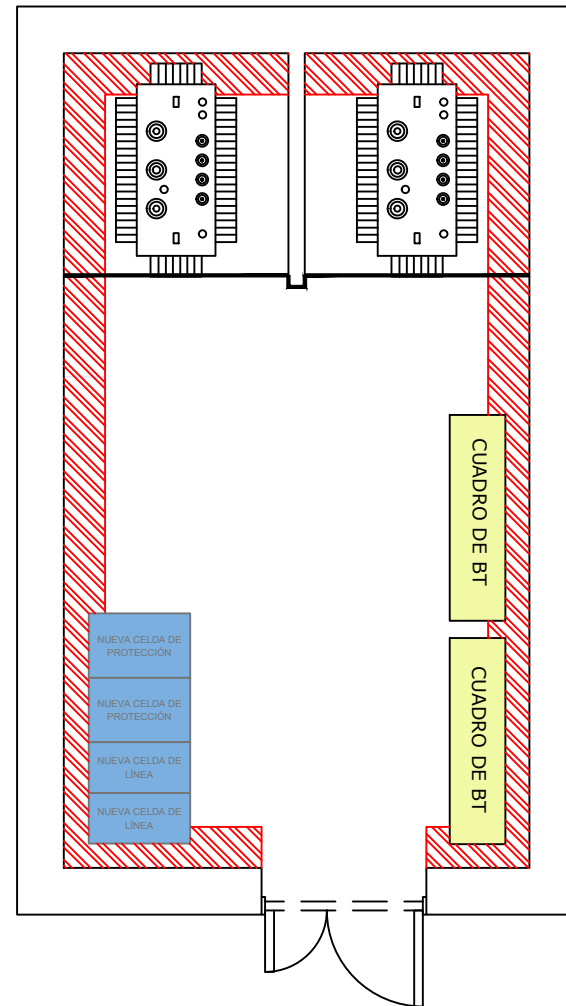 CUADRO DE BT
NUEVA CELDA DE
PROTECCIÓN
NUEVA CELDA DE
PROTECCIÓN
CUADRO DE BT
NUEVA CELDA DE
LÍNEA
NUEVA CELDA DE
LÍNEA